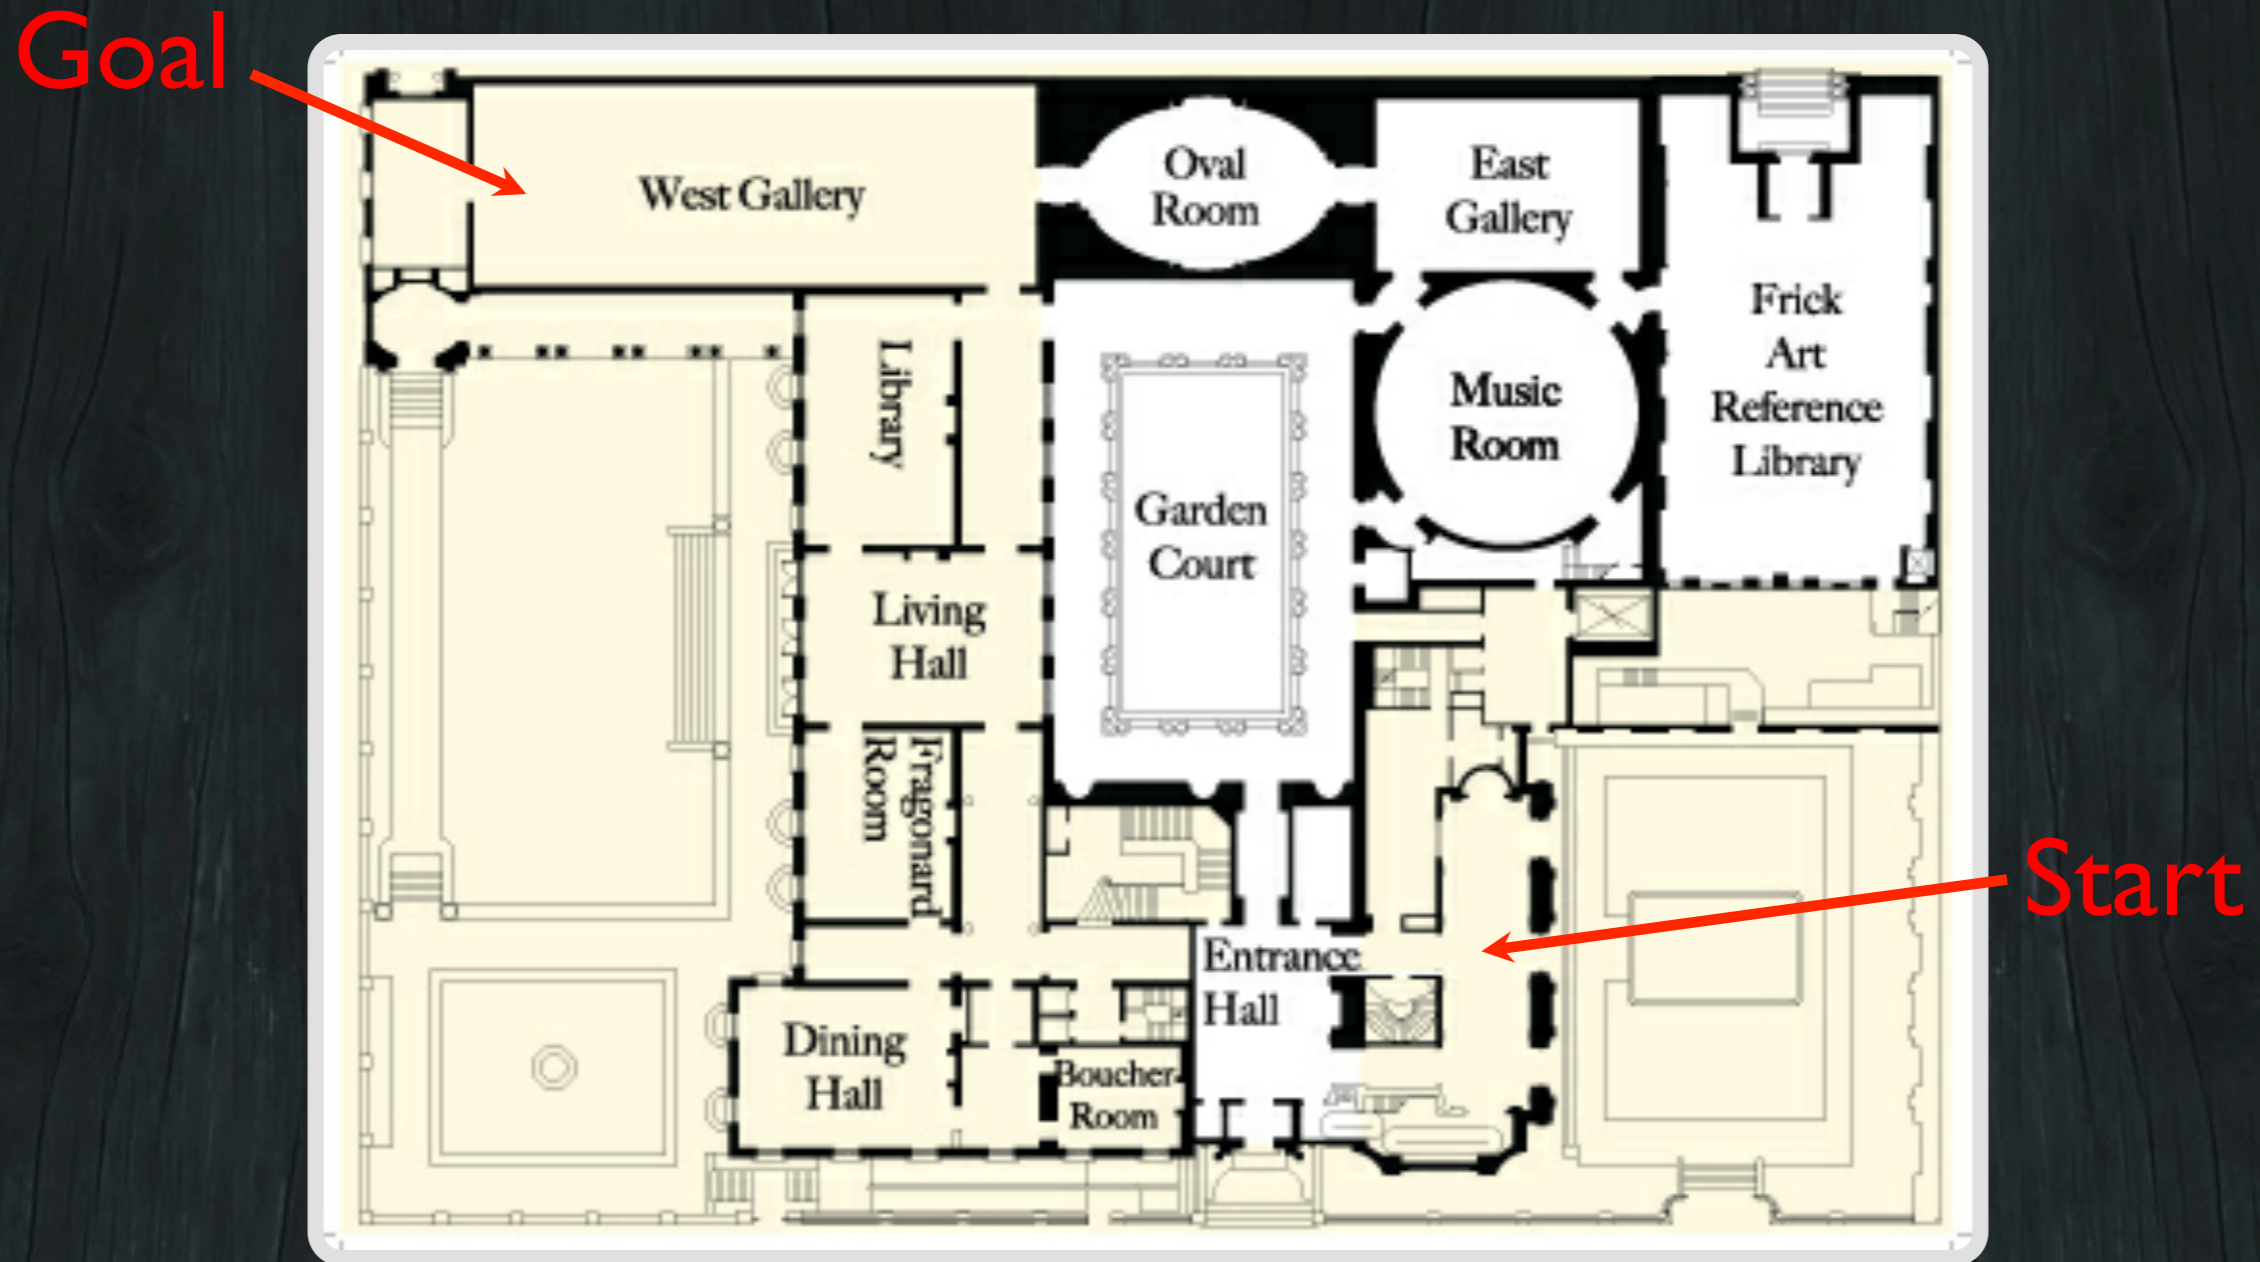 Goal
West Gallery
Oval
Room
East
Gallery
Frick
Art
Reference
Library
Library
Music
Room
Garden
Court
Living
Hall
Fragonard
Room
Start
Entrance
Hall
Dining
Hall
Boucher
Room